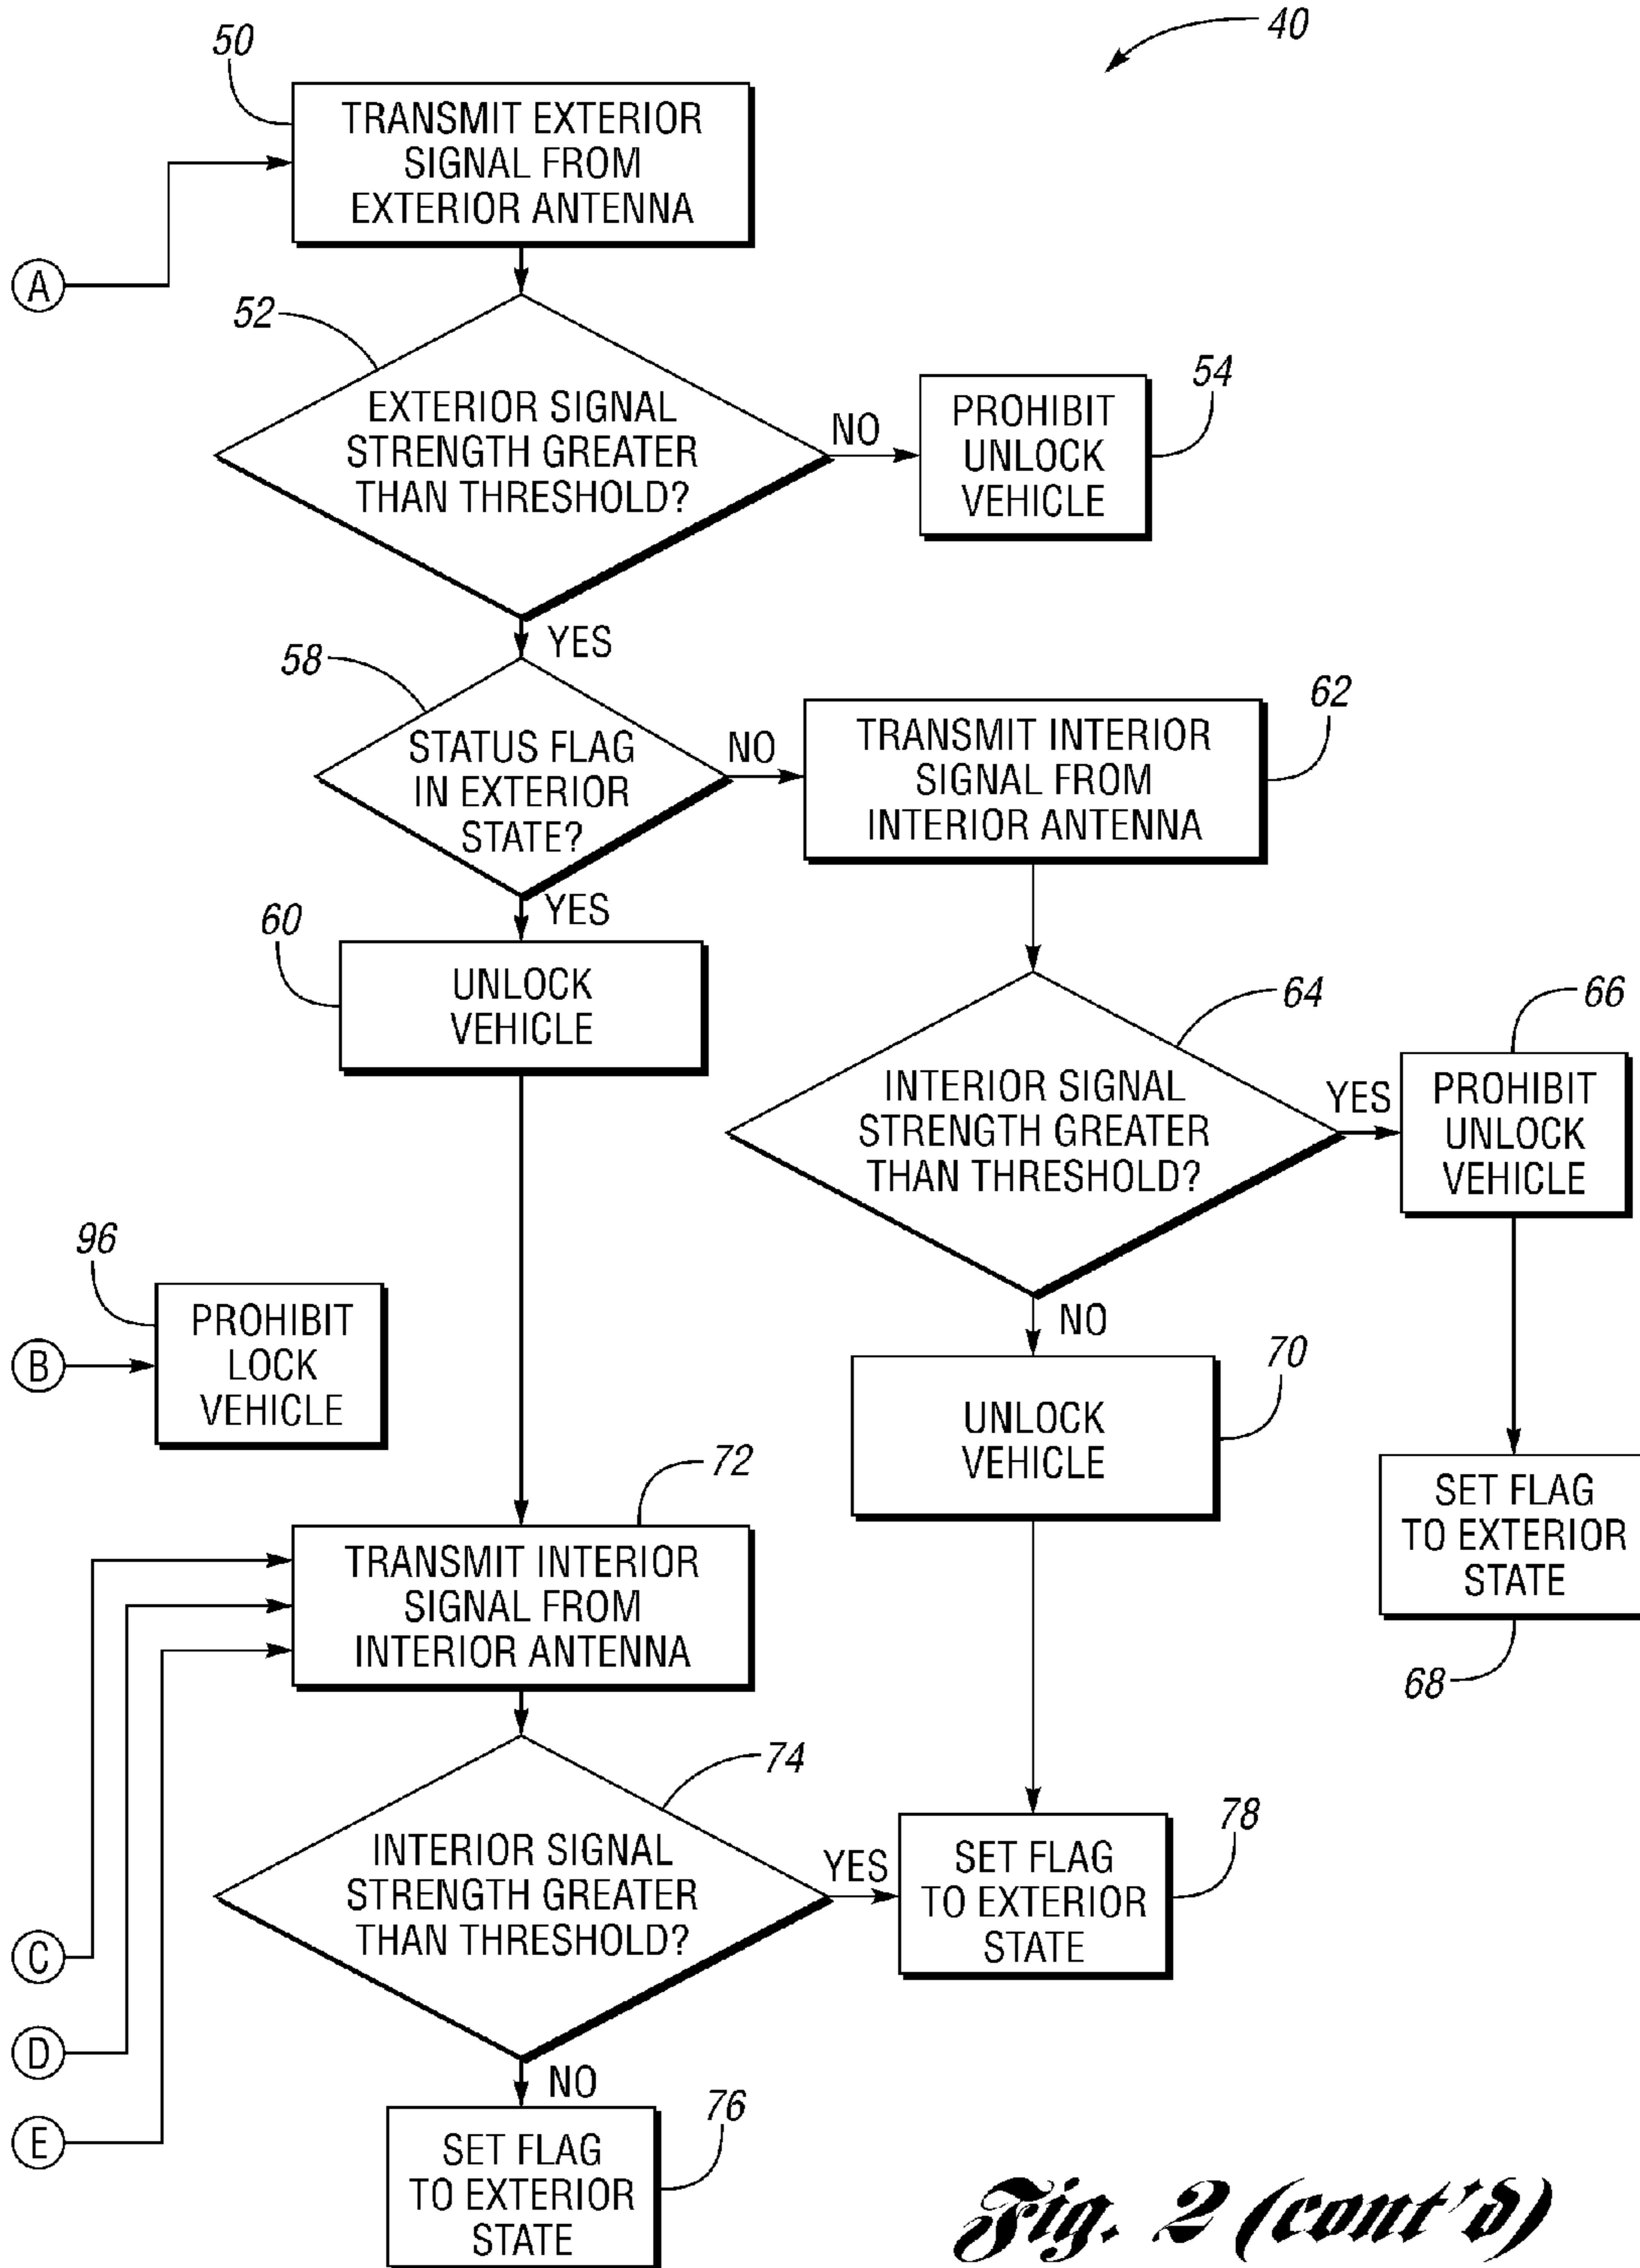 40
50
TRANSMIT EXTERIOR
SIGNAL FROM
EXTERIOR ANTENNA
A
52
EXTERIOR SIGNAL
STRENGTH GREATER
THAN THRESHOLD?
NO
54
PROHIBIT
UNLOCK
VEHICLE
YES
58
STATUS FLAG
IN EXTERIOR
STATE?
NO
62
TRANSMIT INTERIOR
SIGNAL FROM
INTERIOR ANTENNA
YES
60
UNLOCK
VEHICLE
64
INTERIOR SIGNAL
STRENGTH GREATER
THAN THRESHOLD?
YES
66
PROHIBIT
UNLOCK
VEHICLE
96
PROHIBIT
LOCK
VEHICLE
B
NO
70
UNLOCK
VEHICLE
SET FLAG
TO EXTERIOR
STATE
68
72
TRANSMIT INTERIOR
SIGNAL FROM
INTERIOR ANTENNA
74
INTERIOR SIGNAL
STRENGTH GREATER
THAN THRESHOLD?
YES
78
SET FLAG
TO EXTERIOR
STATE
C
D
E
NO
76
SET FLAG
TO EXTERIOR
STATE
Fig. 2 (cont'd)